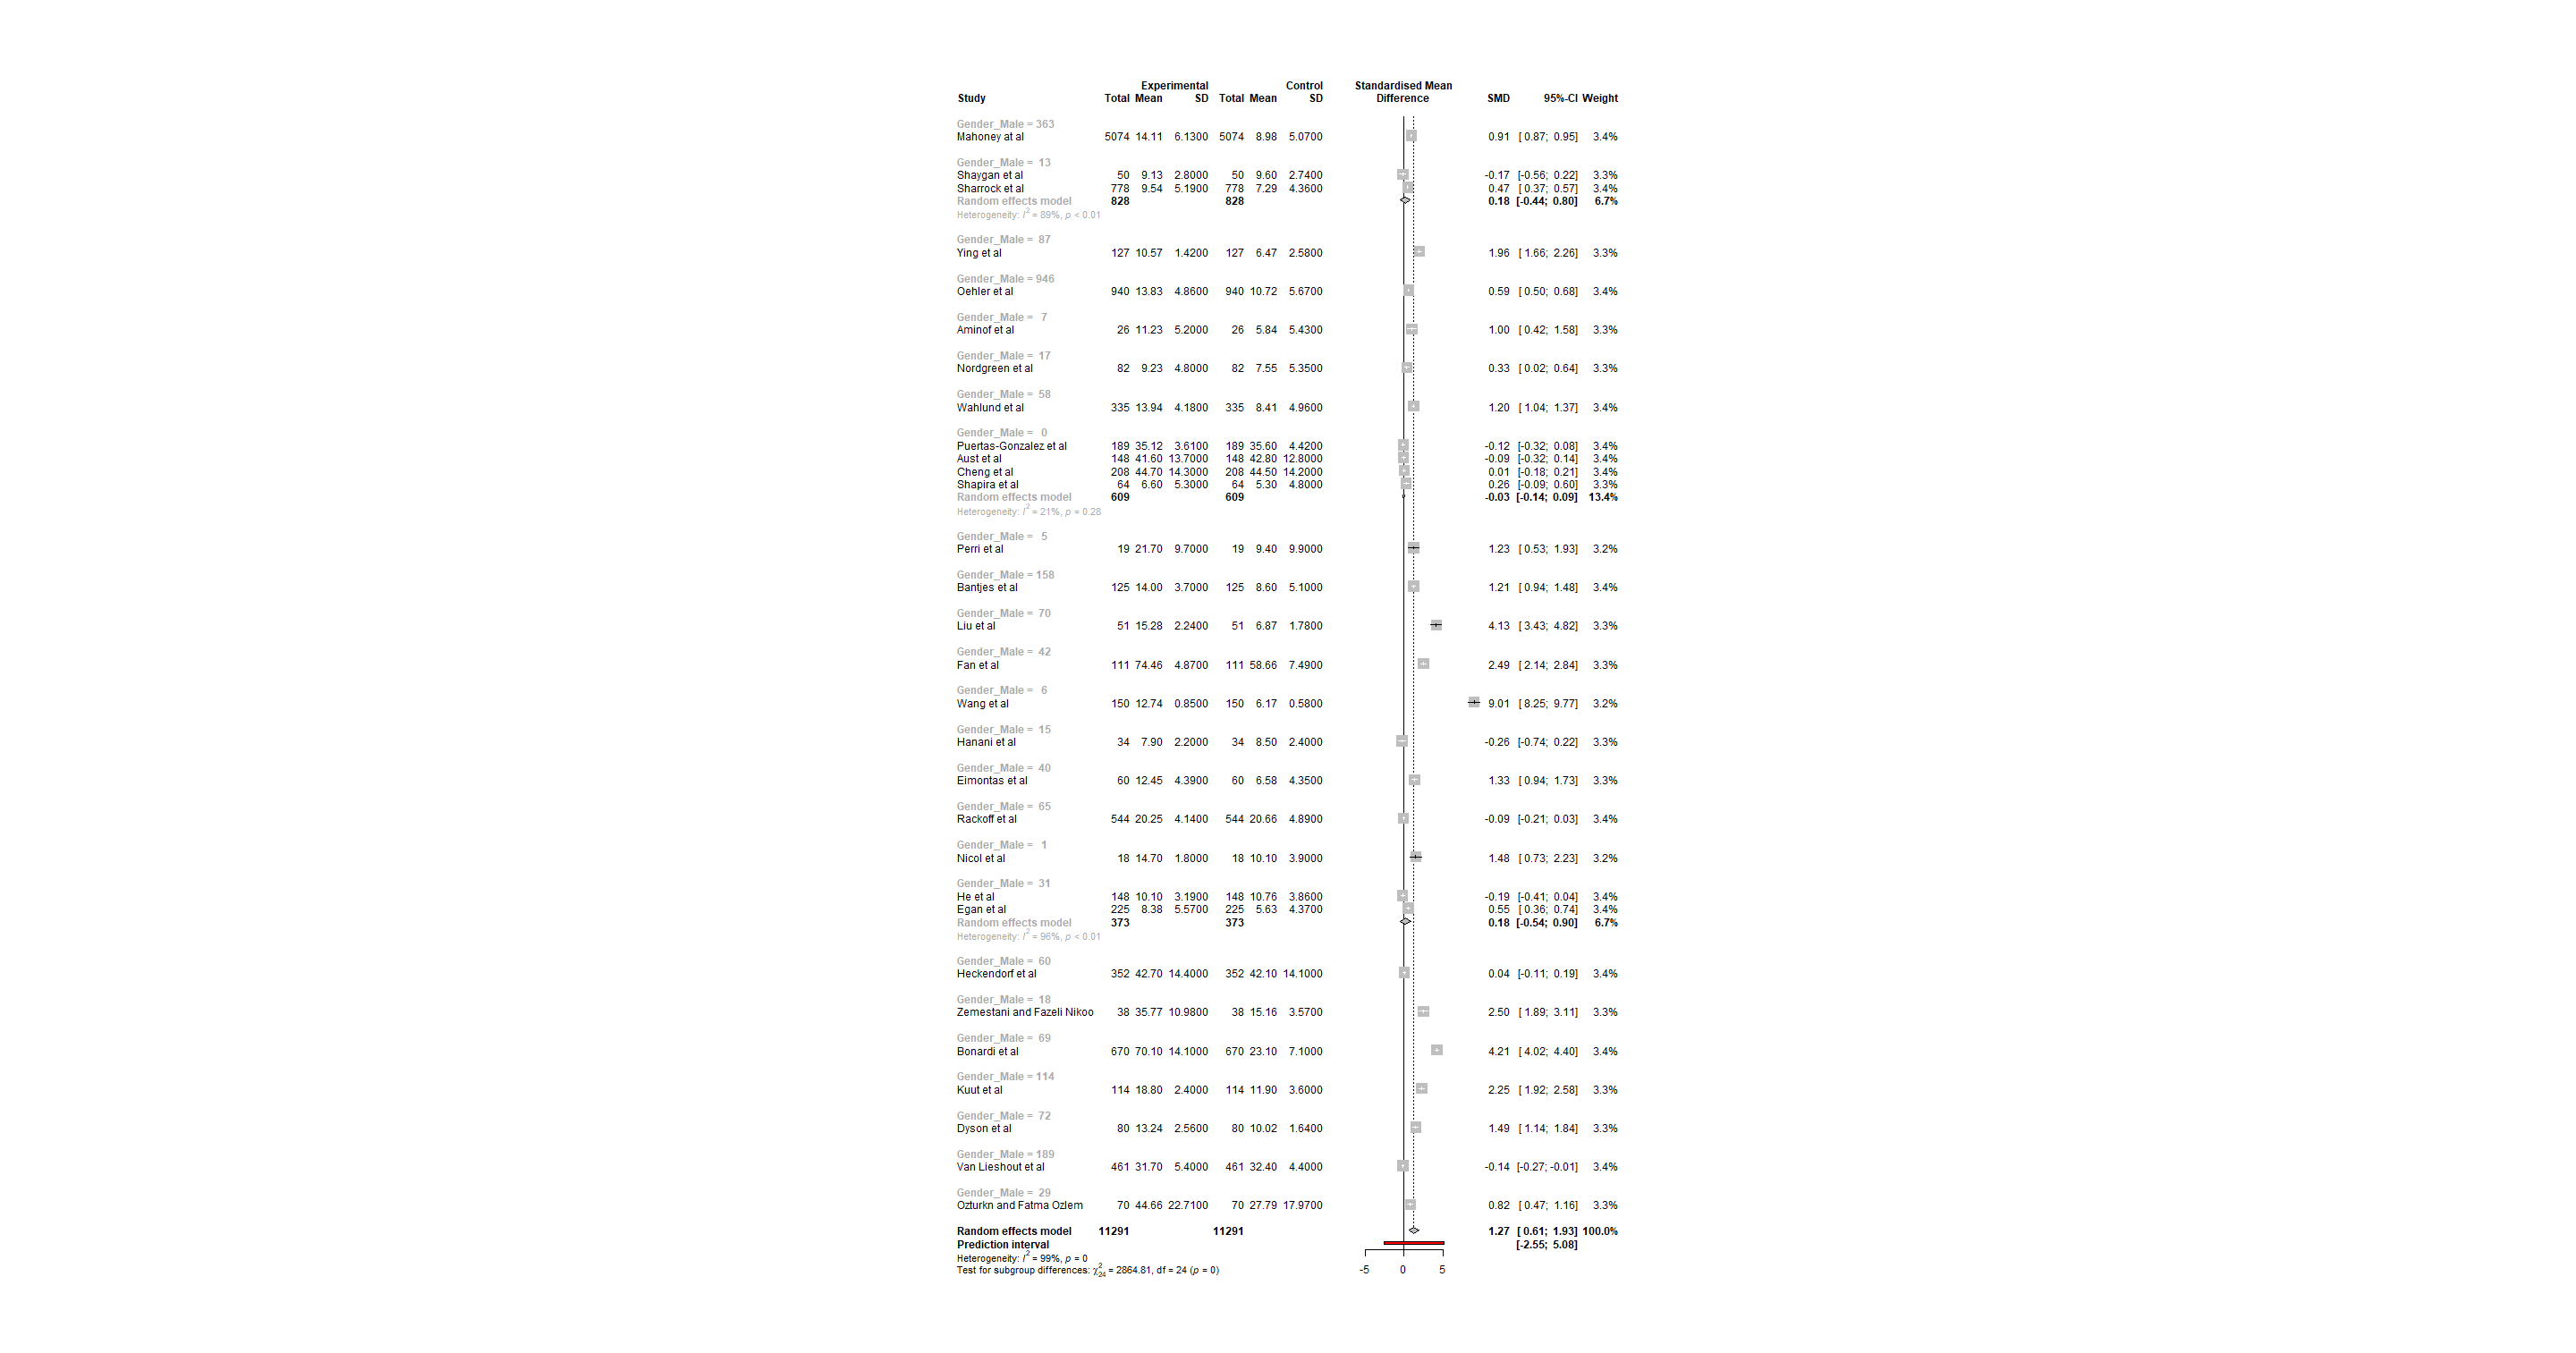 Experimental Control Standardised Mean
Study Total Mean SD Total Mean SD Difference SMD 95%-CI Weight
Gender_Male = 363
Mahoney at al 5074 14.11 6.1300 5074 8.98 5.0700 0.91 [ 0.87; 0.95] 3.4%
Gender_Male = 13
Shaygan et al 50 9.13 2.8000 50 9.60 2.7400 -0.17 [-0.56; 0.22] 3.3%
Sharrock et al 778 9.54 5.1900 778 7.29 4.3600 0.47 [ 0.37; 0.57] 3.4%
Random effects model 828 828 0.18 [-0.44; 0.80] 6.7%
Heterogeneity: I² = 89%, p < 0.01
Gender_Male = 87
Ying et al 127 10.57 1.4200 127 6.47 2.5800 1.96 [ 1.66; 2.26] 3.3%
Gender_Male = 946
Oehler et al 940 13.83 4.8600 940 10.72 5.6700 0.59 [ 0.50; 0.68] 3.4%
Gender_Male = 7
Aminof et al 26 11.23 5.2000 26 5.84 5.4300 1.00 [ 0.42; 1.58] 3.3%
Gender_Male = 17
Nordgreen et al 82 9.23 4.8000 82 7.55 5.3500 0.33 [ 0.02; 0.64] 3.3%
Gender_Male = 58
Wahlund et al 335 13.94 4.1800 335 8.41 4.9600 1.20 [ 1.04; 1.37] 3.4%
Gender_Male = 0
Puertas-Gonzalez et al 189 35.12 3.6100 189 35.60 4.4200 -0.12 [-0.32; 0.08] 3.4%
Aust et al 148 41.60 13.7000 148 42.80 12.8000 -0.09 [-0.32; 0.14] 3.4%
Cheng et al 208 44.70 14.3000 208 44.50 14.2000 0.01 [-0.18; 0.21] 3.4%
Shapira et al 64 6.60 5.3000 64 5.30 4.8000 0.26 [-0.09; 0.60] 3.3%
Random effects model 609 609 -0.03 [-0.14; 0.09] 13.4%
Heterogeneity: I² = 21%, p = 0.28
Gender_Male = 5
Perri et al 19 21.70 9.7000 19 9.40 9.9000 1.23 [ 0.53; 1.93] 3.2%
Gender_Male = 158
Bantjes et al 125 14.00 3.7000 125 8.60 5.1000 1.21 [ 0.94; 1.48] 3.4%
Gender_Male = 70
Liu et al 51 15.28 2.2400 51 6.87 1.7800 4.13 [ 3.43; 4.82] 3.3%
Gender_Male = 42
Fan et al 111 74.46 4.8700 111 58.66 7.4900 2.49 [ 2.14; 2.84] 3.3%
Gender_Male = 6
Wang et al 150 12.74 0.8500 150 6.17 0.5800 9.01 [ 8.25; 9.77] 3.2%
Gender_Male = 15
Hanani et al 34 7.90 2.2000 34 8.50 2.4000 -0.26 [-0.74; 0.22] 3.3%
Gender_Male = 40
Eimontas et al 60 12.45 4.3900 60 6.58 4.3500 1.33 [ 0.94; 1.73] 3.3%
Gender_Male = 65
Rackoff et al 544 20.25 4.1400 544 20.66 4.8900 -0.09 [-0.21; 0.03] 3.4%
Gender_Male = 1
Nicol et al 18 14.70 1.8000 18 10.10 3.9000 1.48 [ 0.73; 2.23] 3.2%
Gender_Male = 31
He et al 148 10.10 3.1900 148 10.76 3.8600 -0.19 [-0.41; 0.04] 3.4%
Egan et al 225 8.38 5.5700 225 5.63 4.3700 0.55 [ 0.36; 0.74] 3.4%
Random effects model 373 373 0.18 [-0.54; 0.90] 6.7%
Heterogeneity: I² = 96%, p < 0.01
Gender_Male = 60
Heckendorf et al 352 42.70 14.4000 352 42.10 14.1000 0.04 [-0.11; 0.19] 3.4%
Gender_Male = 18
Zemestani and Fazeli Nikoo 38 35.77 10.9800 38 15.16 3.5700 2.50 [ 1.89; 3.11] 3.3%
Gender_Male = 69
Bonardi et al 670 70.10 14.1000 670 23.10 7.1000 4.21 [ 4.02; 4.40] 3.4%
Gender_Male = 114
Kuut et al 114 18.80 2.4000 114 11.90 3.6000 2.25 [ 1.92; 2.58] 3.3%
Gender_Male = 72
Dyson et al 80 13.24 2.5600 80 10.02 1.6400 1.49 [ 1.14; 1.84] 3.3%
Gender_Male = 189
Van Lieshout et al 461 31.70 5.4000 461 32.40 4.4000 -0.14 [-0.27; -0.01] 3.4%
Gender_Male = 29
Ozturkn and Fatma Ozlem 70 44.66 22.7100 70 27.79 17.9700 0.82 [ 0.47; 1.16] 3.3%
Random effects model 11291 11291 1.27 [ 0.61; 1.93] 100.0%
Prediction interval [-2.55; 5.08]
Heterogeneity: I² = 99%, p = 0
Test for subgroup differences: χ²₂₄ = 2864.81, df = 24 (p = 0)
-5 0 5